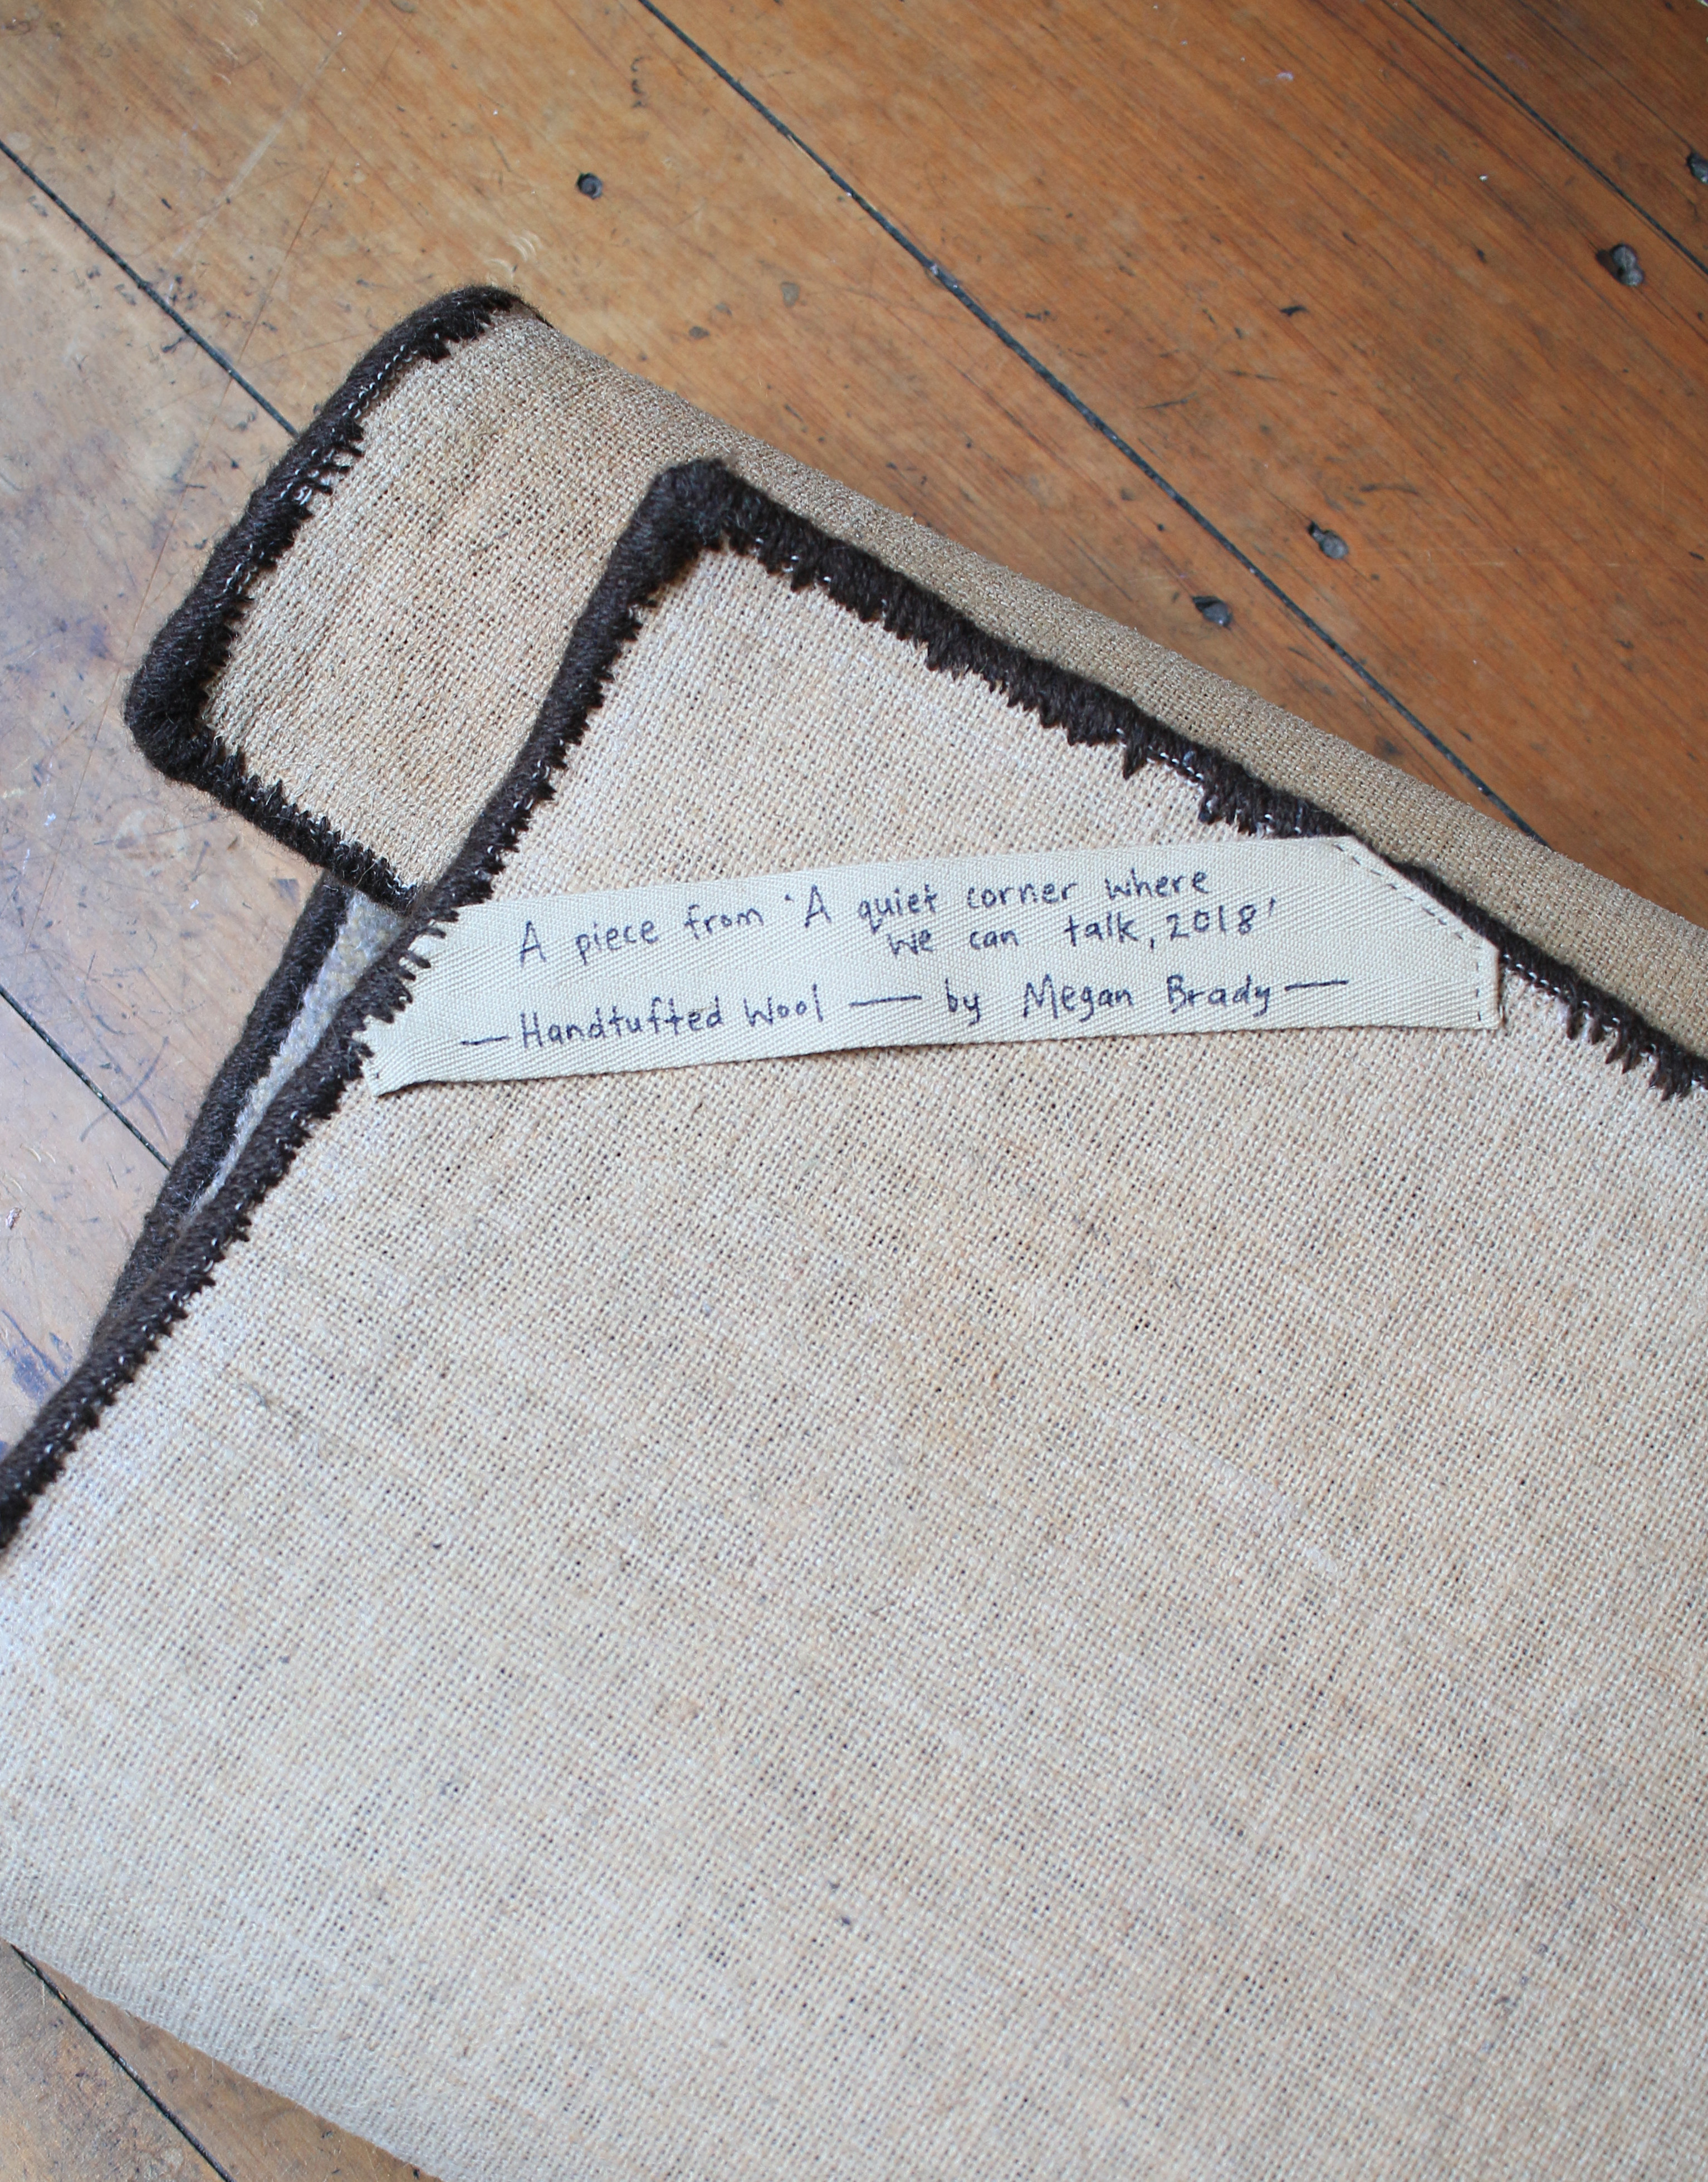 A piece from 'A quiet corner where
we can talk, 2018'
— Handtufted Wool — by Megan Brady —